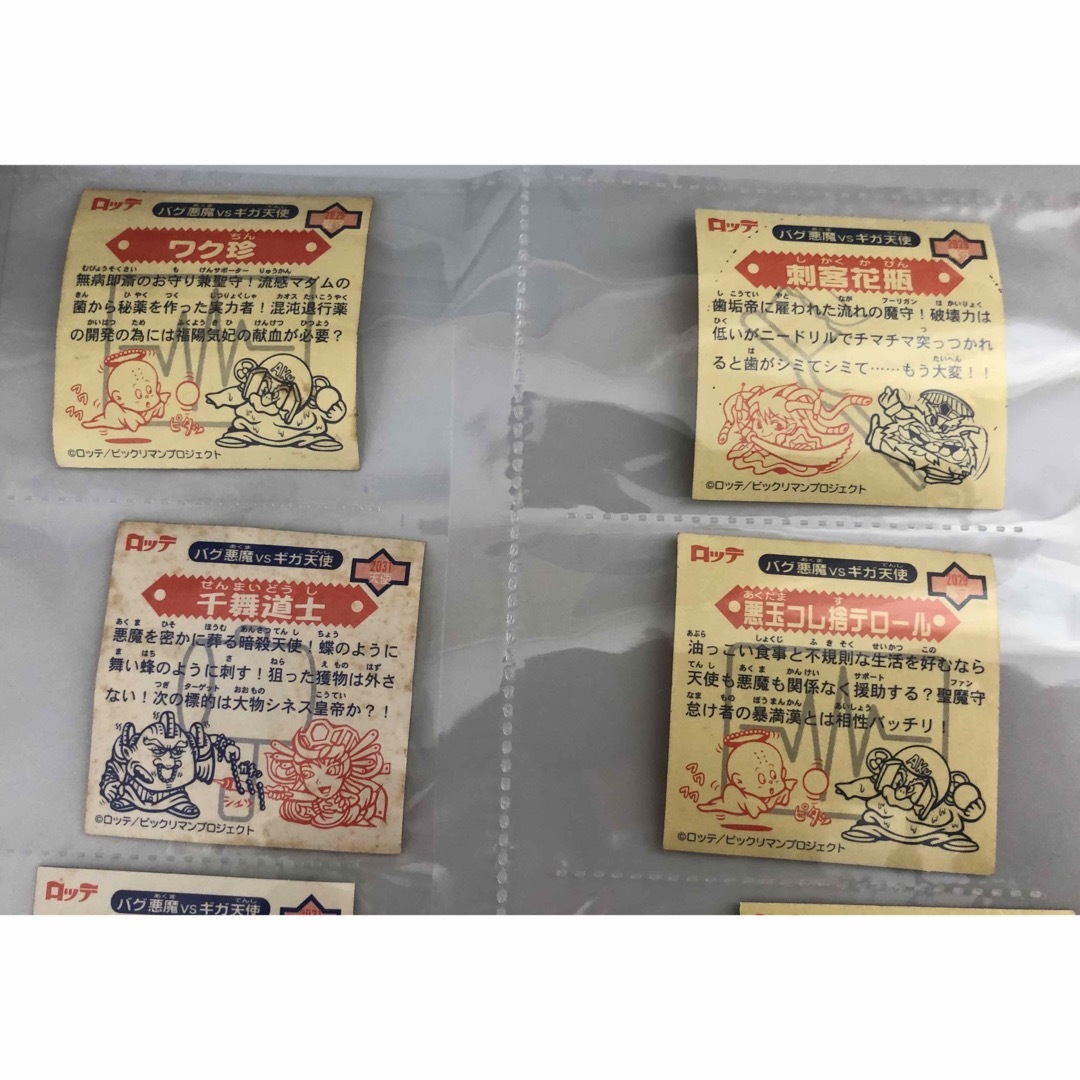 ロッテ
バグ悪魔VSギガ天使
2029
ワク珍
無病即斎のお守り兼聖守!流感マダムの
菌から秘薬を作った実力者!混沌退行薬
の開発の為には福陽気妃の献血が必要?
AKu
ククク
ピタッ
©ロッテ/ビックリマンプロジェクト
ロッテ
バグ悪魔VSギガ天使
刺客花瓶
歯垢帝に雇われた流れの魔守!破壊力は
低いがニードリルでチマチマ突っつかれ
ると歯がシミてシミて……もう大変!!
©ロッテ/ビックリマンプロジェクト
ロッテ
バグ悪魔VSギガ天使
2031
天使
千舞道士
悪魔を密かに葬る暗殺天使!蝶のように
舞い蜂のように刺す!狙った獲物は外さ
ない!次の標的は大物シネス皇帝か?!
©ロッテ/ビックリマンプロジェクト
ロッテ
バグ悪魔VSギガ天使
2029
悪玉コレ捨テロール
油っこい食事と不規則な生活を好むなら
天使も悪魔も関係なく援助する?聖魔守
怠け者の暴満漢とは相性バッチリ!
AKu
ククク
ピタッ
©ロッテ/ビックリマンプロジェクト
ロッテ
バグ悪魔VSギガ天使
2031